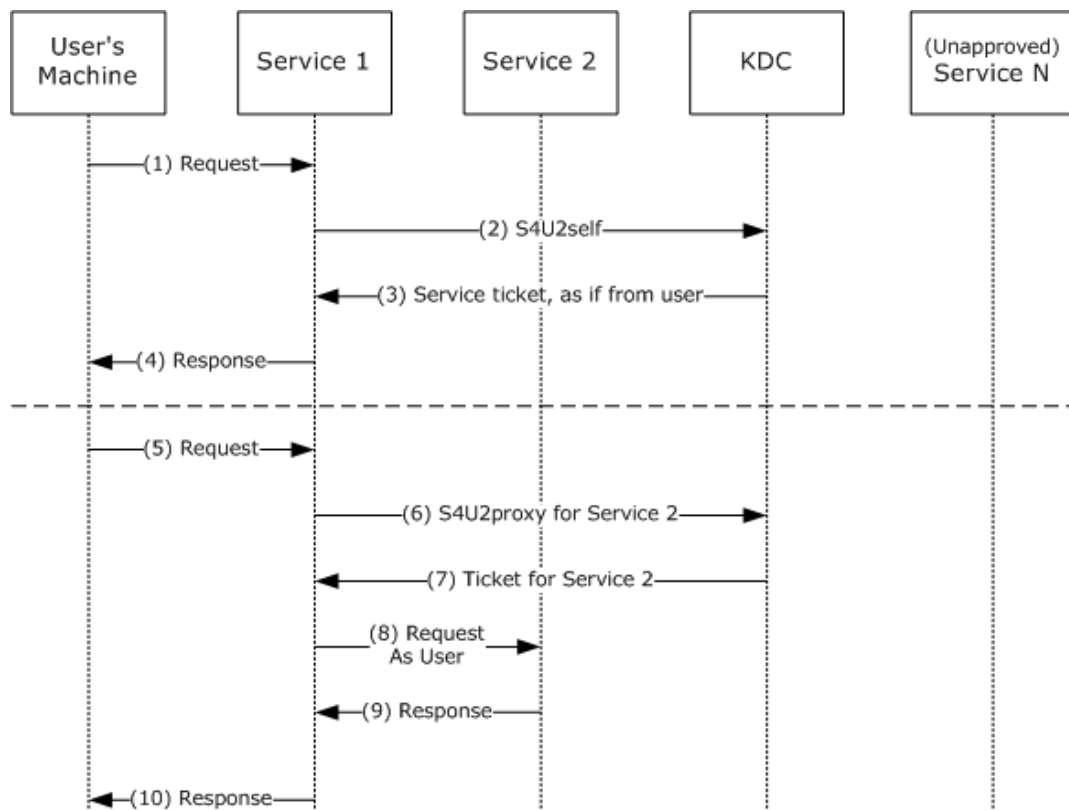 User's
Machine
Service 1
Service 2
KDC
(Unapproved)
Service N
(1) Request
(2) S4U2self
(3) Service ticket, as if from user
(4) Response
(5) Request
(6) S4U2proxy for Service 2
(7) Ticket for Service 2
(8) Request
As User
(9) Response
(10) Response